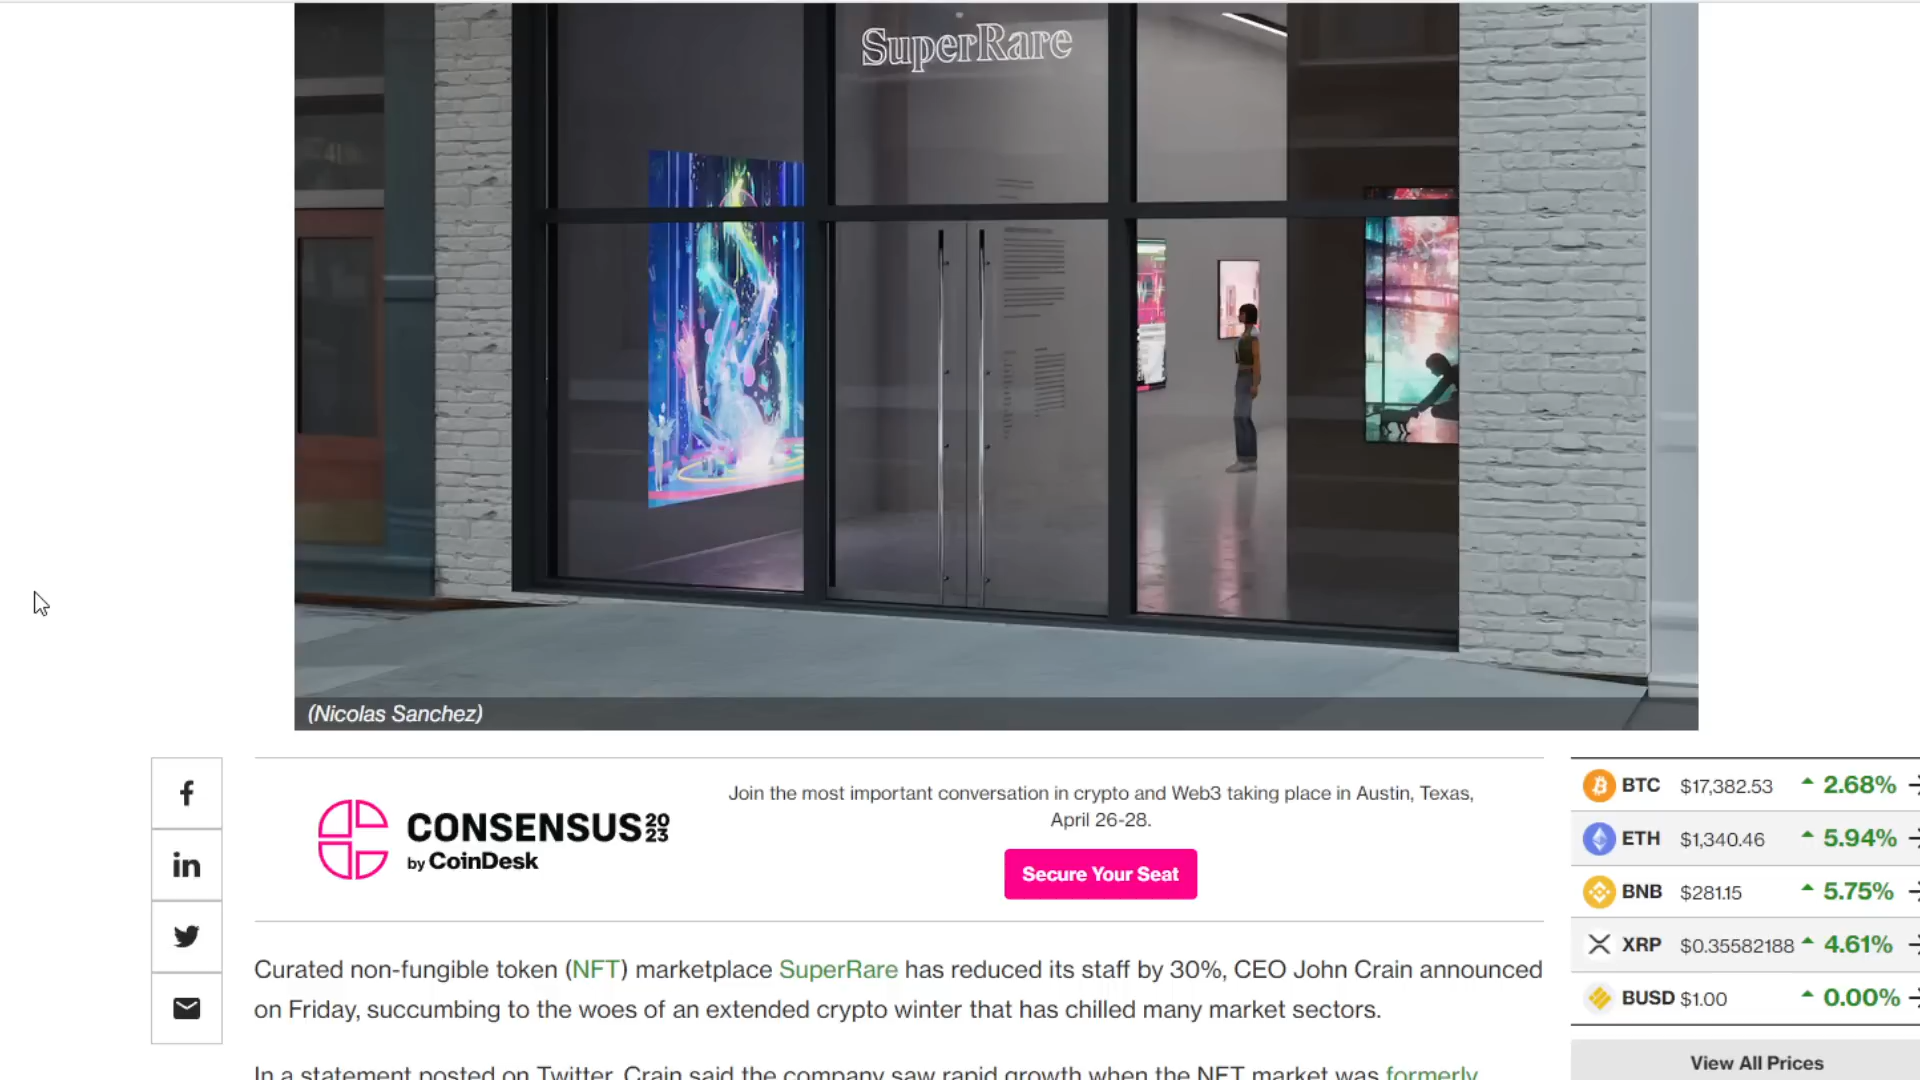 SuperRare
(Nicolas Sanchez)
CONSENSUS 2023
by CoinDesk
Join the most important conversation in crypto and Web3 taking place in Austin, Texas,
April 26-28.
Secure Your Seat
BTC $17,382.53 2.68%
ETH $1,340.46 5.94%
BNB $281.15 5.75%
XRP $0.35582188 4.61%
BUSD $1.00 0.00%
View All Prices
Curated non-fungible token (NFT) marketplace SuperRare has reduced its staff by 30%, CEO John Crain announced
on Friday, succumbing to the woes of an extended crypto winter that has chilled many market sectors.
In a statement posted on Twitter, Crain said the company saw rapid growth when the NFT market was formerly